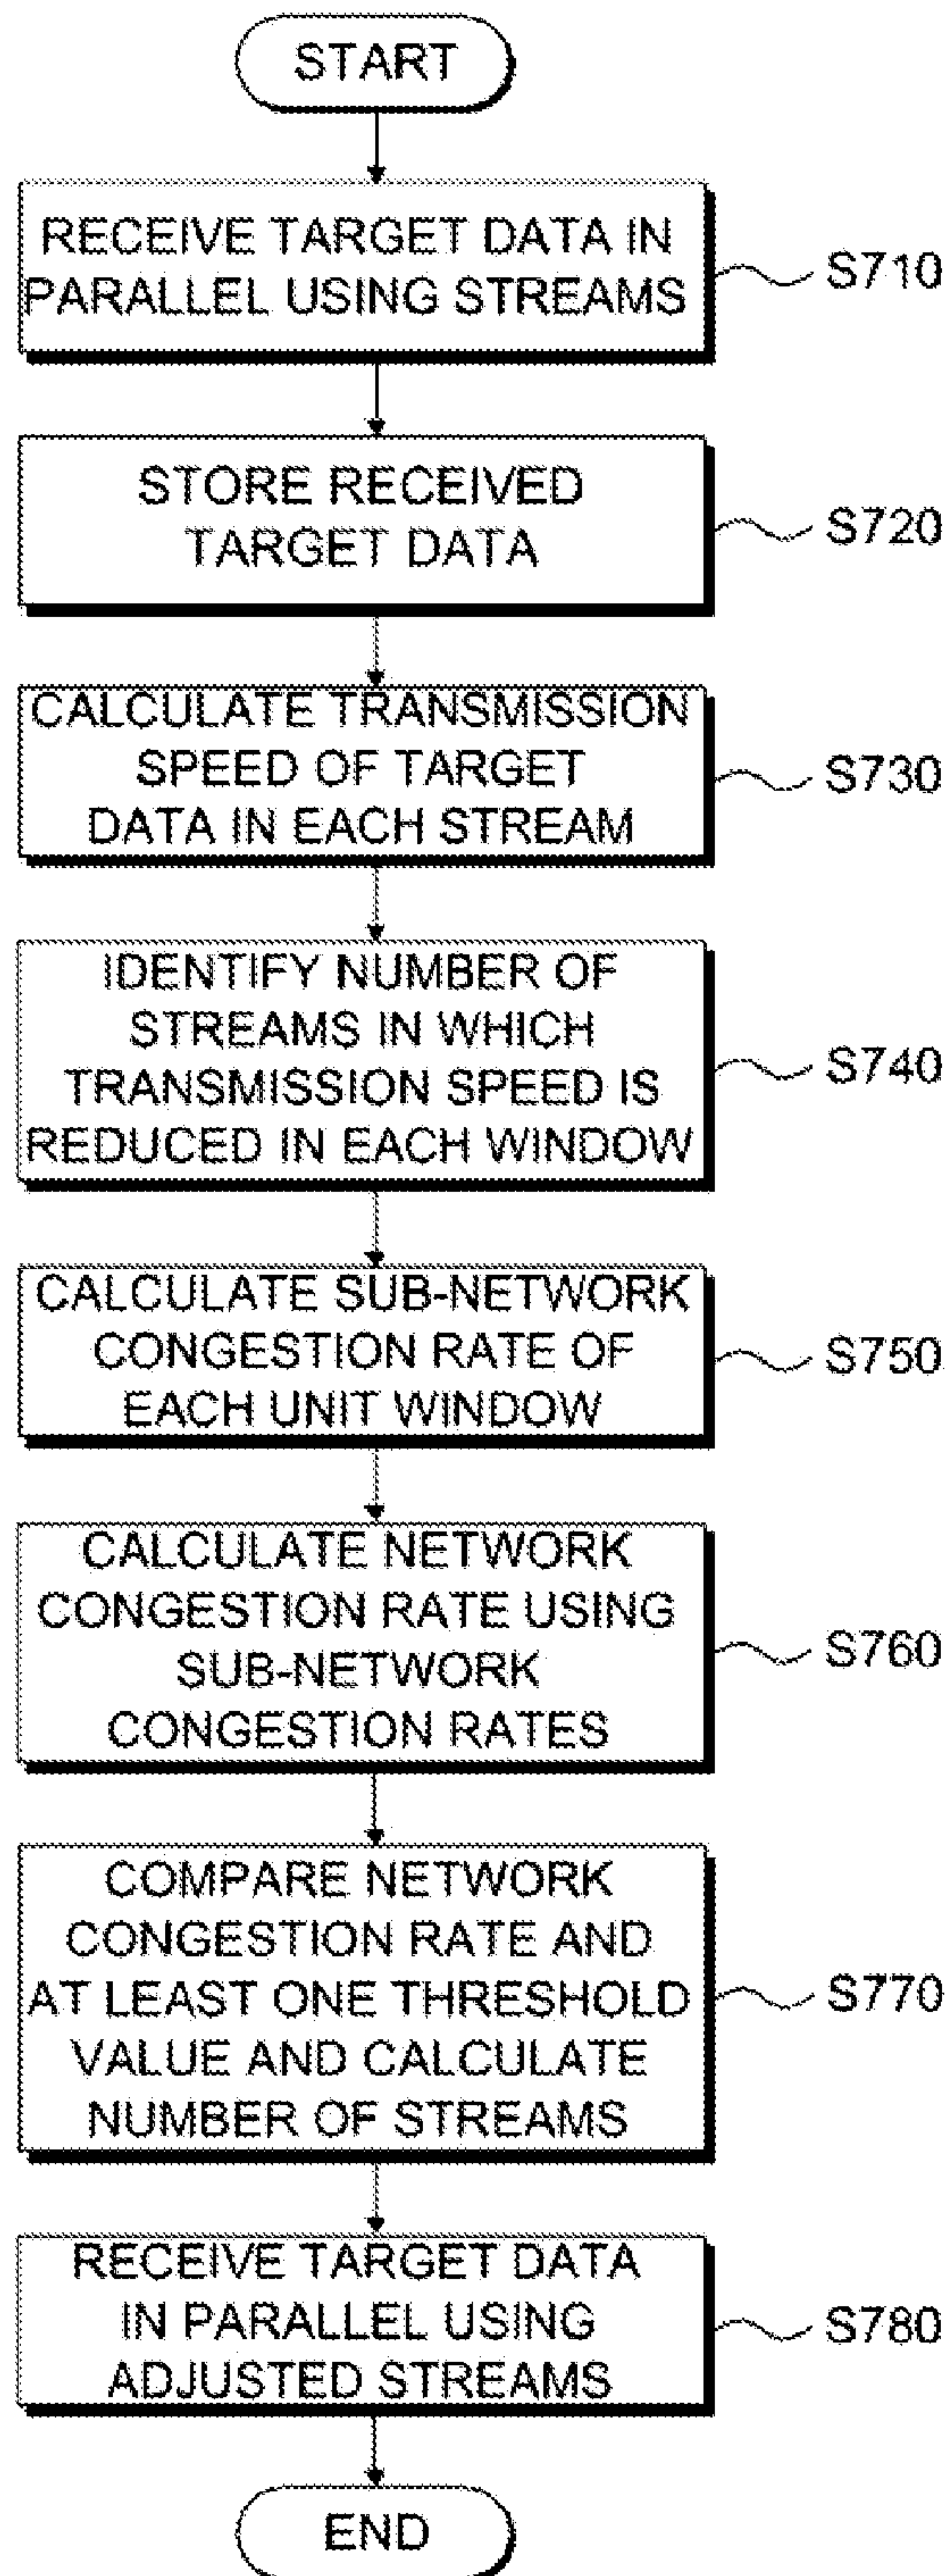 START
RECEIVE TARGET DATA IN
PARALLEL USING STREAMS
S710
STORE RECEIVED
TARGET DATA
S720
CALCULATE TRANSMISSION
SPEED OF TARGET
DATA IN EACH STREAM
S730
IDENTIFY NUMBER OF
STREAMS IN WHICH
TRANSMISSION SPEED IS
REDUCED IN EACH WINDOW
S740
CALCULATE SUB-NETWORK
CONGESTION RATE OF
EACH UNIT WINDOW
S750
CALCULATE NETWORK
CONGESTION RATE USING
SUB-NETWORK
CONGESTION RATES
S760
COMPARE NETWORK
CONGESTION RATE AND
AT LEAST ONE THRESHOLD
VALUE AND CALCULATE
NUMBER OF STREAMS
S770
RECEIVE TARGET DATA
IN PARALLEL USING
ADJUSTED STREAMS
S780
END